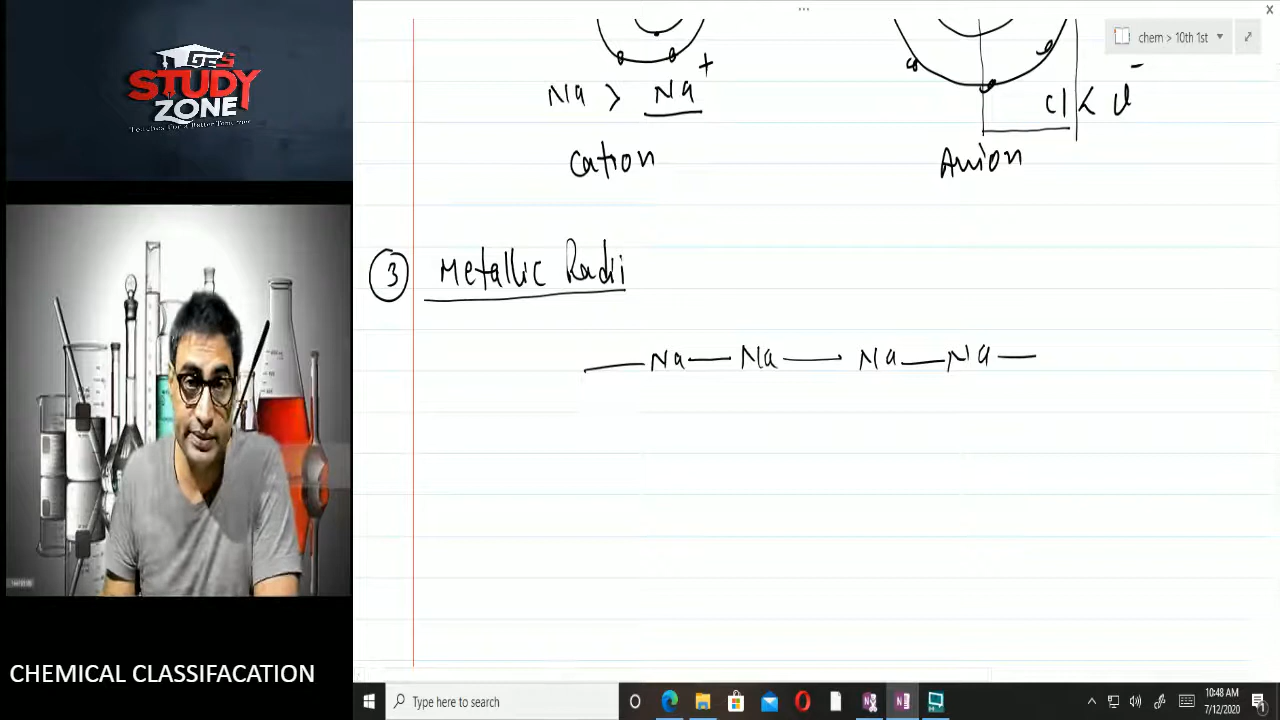 GES
STUDY
ZONE
chem > 10th 1st
Na > Na+
Cl < Cl-
Cation
Anion
3 Metallic Radii
Na Na Na Na
CHEMICAL CLASSIFACATION
Type here to search
10:48 AM
7/12/2020